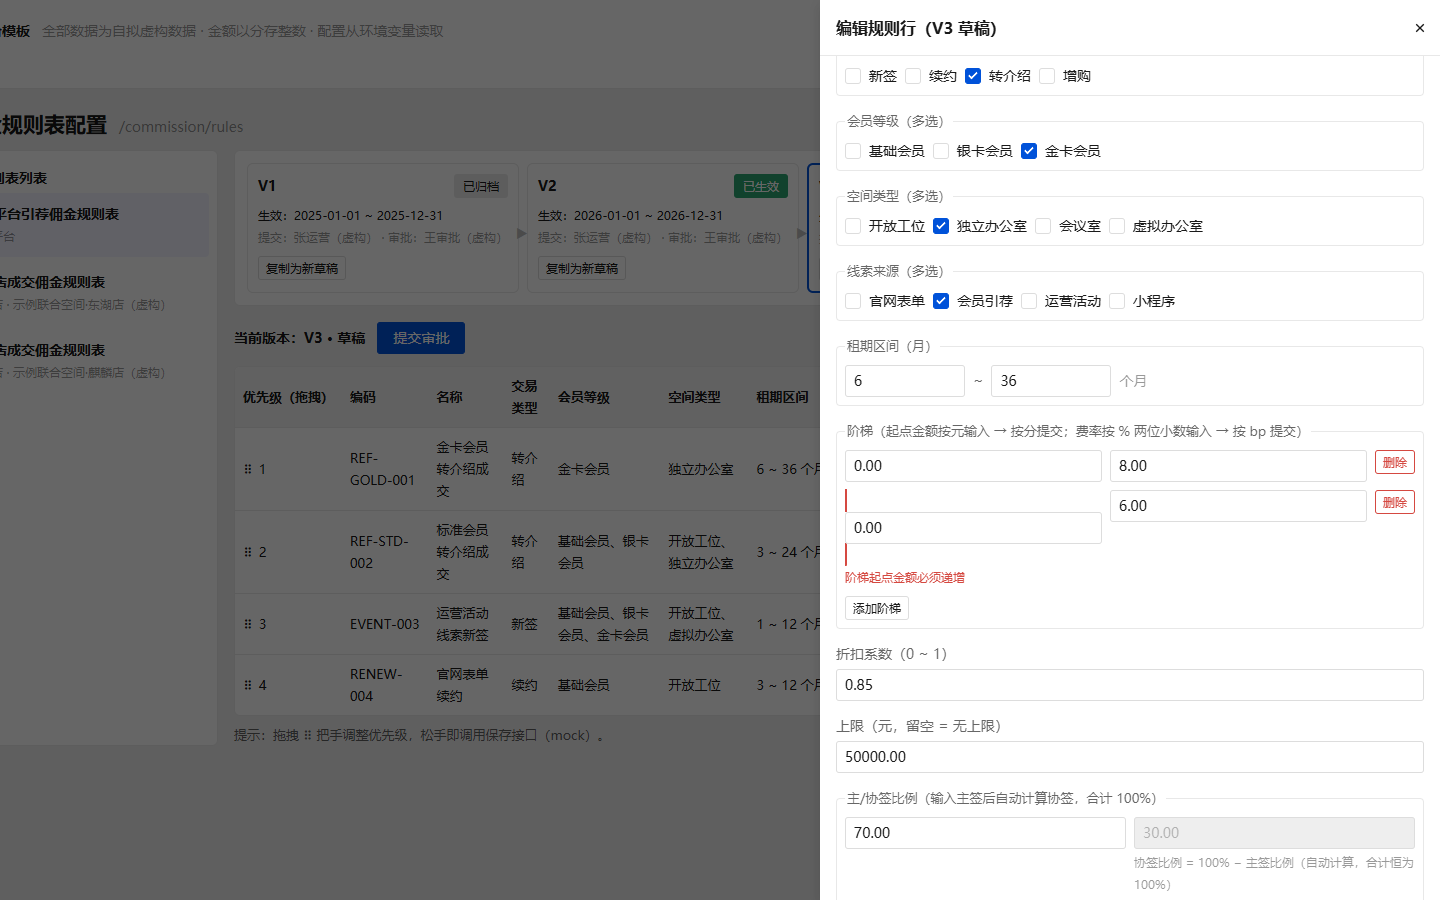 模板 全部数据为自拟虚构数据 · 金额以分存整数 · 配置从环境变量读取
规则表配置 /commission/rules
则表列表
平台引荐佣金规则表
平台
店成交佣金规则表
店 · 示例联合空间·东湖店（虚构）
店成交佣金规则表
店 · 示例联合空间·麒麟店（虚构）
V1 已归档
生效：2025-01-01 ~ 2025-12-31
提交：张运营（虚构） · 审批：王审批（虚构）
复制为新草稿
V2 已生效
生效：2026-01-01 ~ 2026-12-31
提交：张运营（虚构） · 审批：王审批（虚构）
复制为新草稿
当前版本：V3 • 草稿 提交审批
优先级（拖拽） 编码 名称 交易类型 会员等级 空间类型 租期区间
⠿ 1 REF-GOLD-001 金卡会员转介绍成交 转介绍 金卡会员 独立办公室 6 ~ 36 个月
⠿ 2 REF-STD-002 标准会员转介绍成交 转介绍 基础会员、银卡会员 开放工位、独立办公室 3 ~ 24 个月
⠿ 3 EVENT-003 运营活动线索新签 新签 基础会员、银卡会员、金卡会员 开放工位、虚拟办公室 1 ~ 12 个月
⠿ 4 RENEW-004 官网表单续约 续约 基础会员 开放工位 3 ~ 12 个月
提示：拖拽 ⠿ 把手调整优先级，松手即调用保存接口（mock）。
编辑规则行（V3 草稿） ×
新签 续约 转介绍 增购
会员等级（多选）
基础会员 银卡会员 金卡会员
空间类型（多选）
开放工位 独立办公室 会议室 虚拟办公室
线索来源（多选）
官网表单 会员引荐 运营活动 小程序
租期区间（月）
6 ~ 36 个月
阶梯（起点金额按元输入 → 按分提交；费率按 % 两位小数输入 → 按 bp 提交）
0.00 8.00 删除
0.00 6.00 删除
阶梯起点金额必须递增
添加阶梯
折扣系数（0 ~ 1）
0.85
上限（元，留空 = 无上限）
50000.00
主/协签比例（输入主签后自动计算协签，合计 100%）
70.00 30.00
协签比例 = 100% − 主签比例（自动计算，合计恒为
100%）